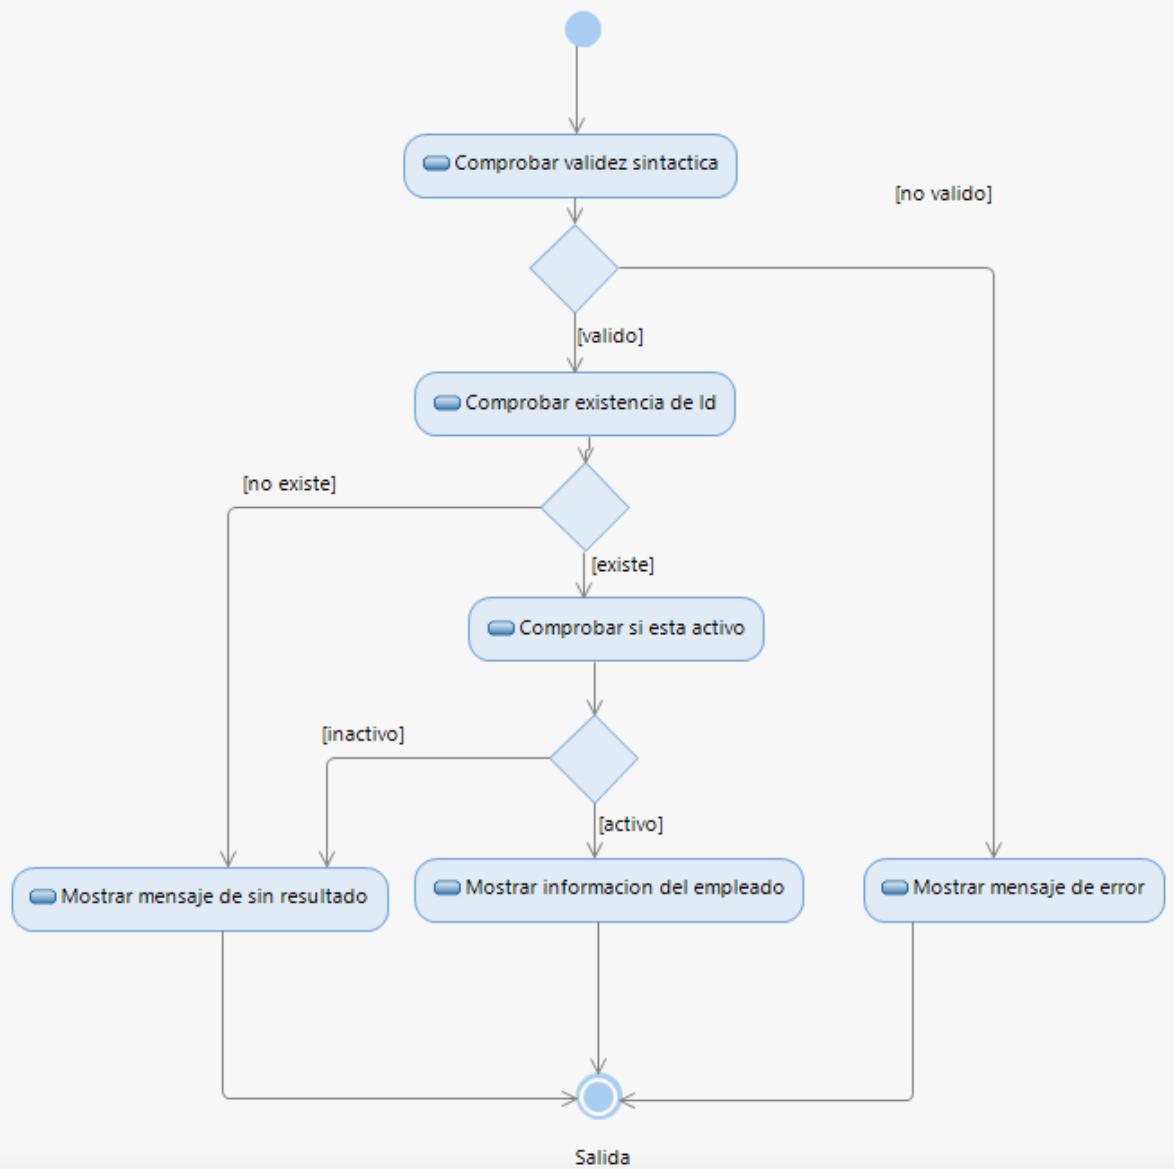 Comprobar validez sintactica
[no valido]
[valido]
Comprobar existencia de Id
[no existe]
[existe]
Comprobar si esta activo
[inactivo]
[activo]
Mostrar mensaje de sin resultado
Mostrar informacion del empleado
Mostrar mensaje de error
Salida